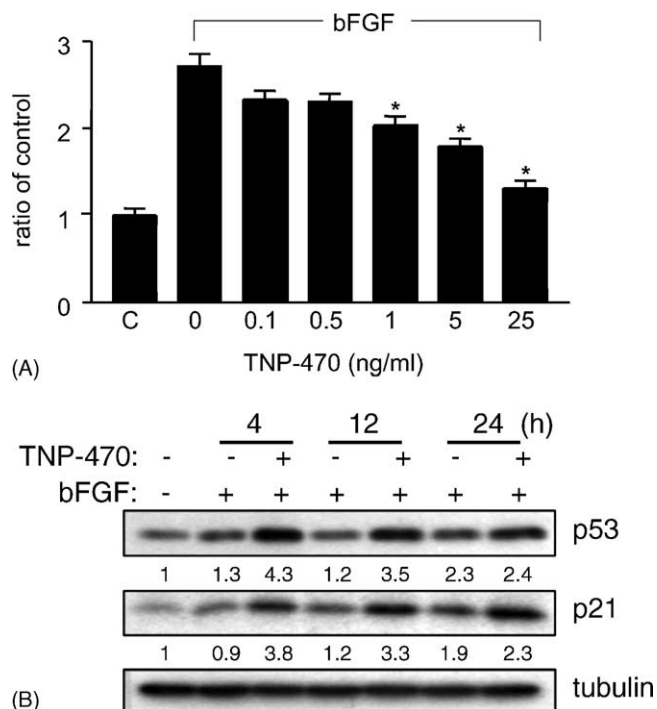 bFGF
3
2
1
0
ratio of control
* * *
C 0 0.1 0.5 1 5 25
TNP-470 (ng/ml)
(A)
4 12 24 (h)
TNP-470: - - + - + - +
bFGF: - + + + + + +
p53
1 1.3 4.3 1.2 3.5 2.3 2.4
p21
1 0.9 3.8 1.2 3.3 1.9 2.3
tubulin
(B)